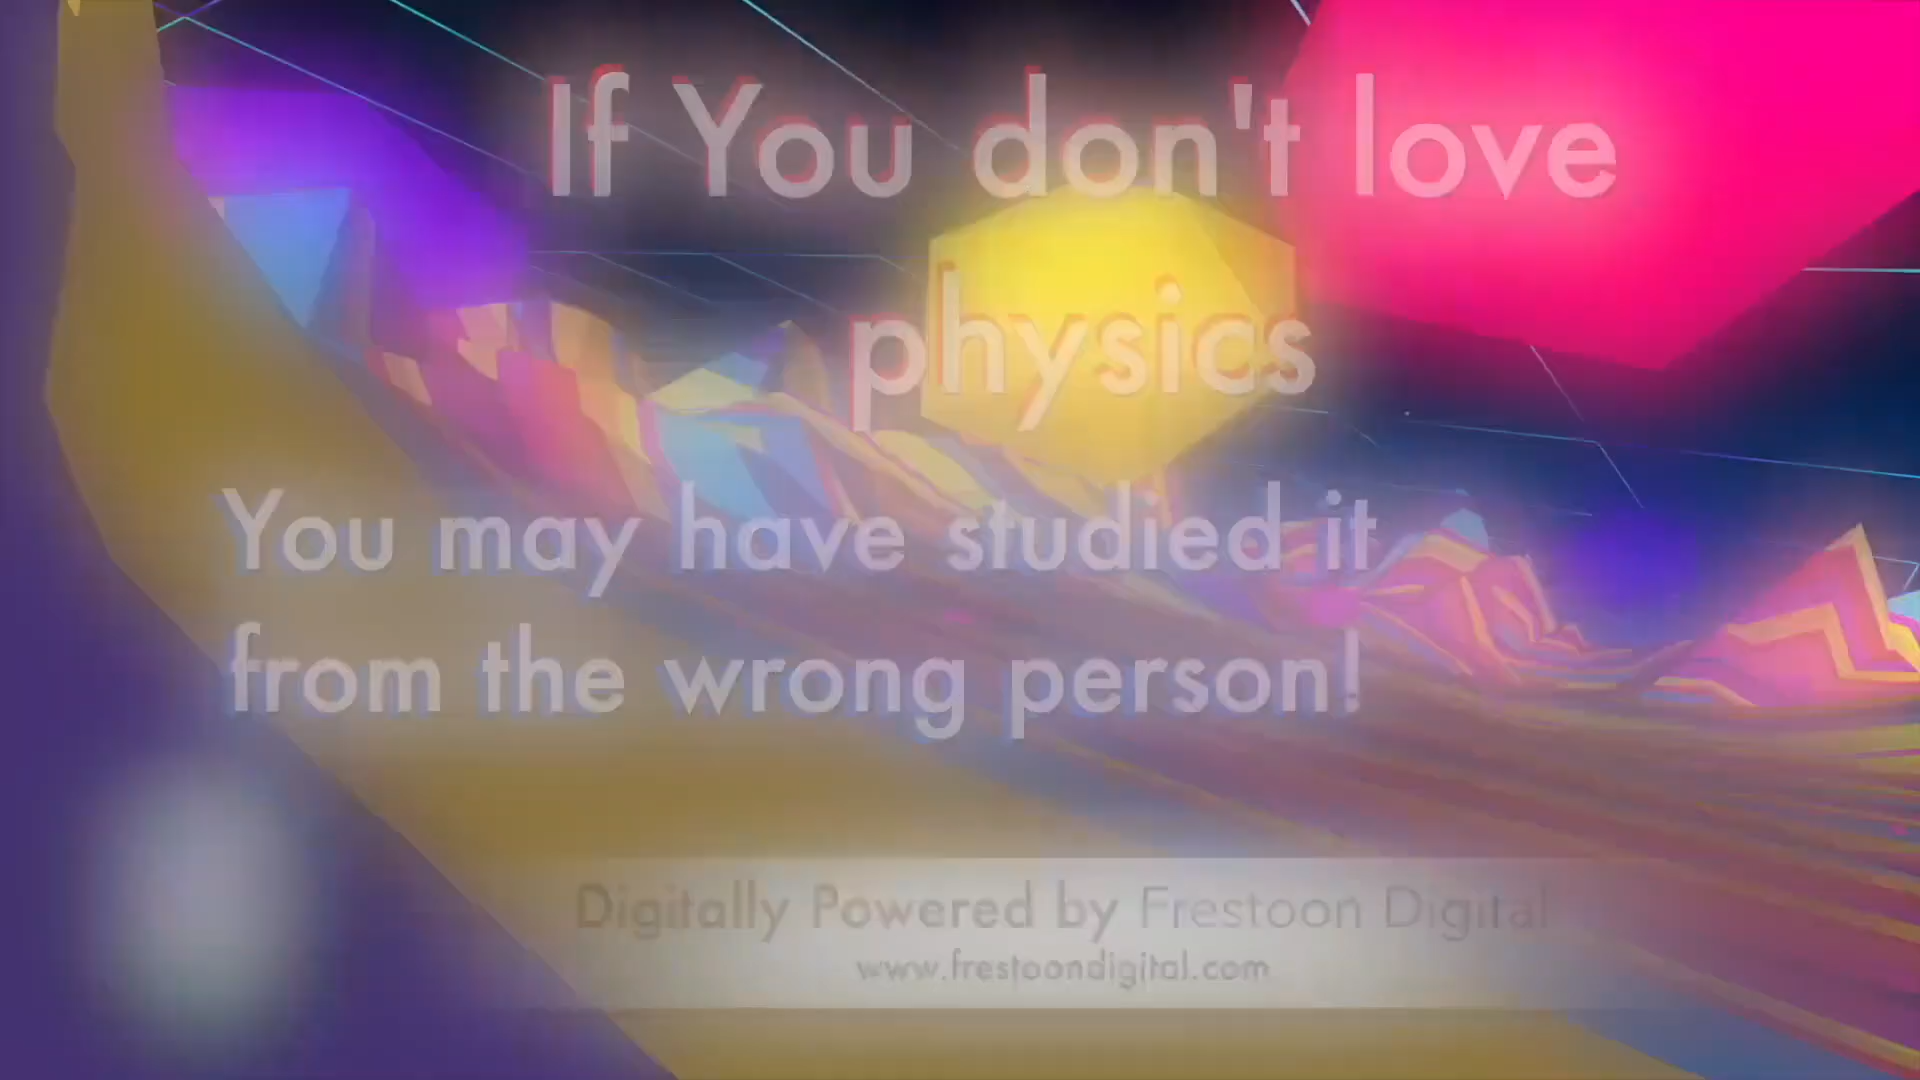 If You don't love
physics
You may have studied it
from the wrong person!
Digitally Powered by Frestoon Digital
www.frestoondigital.com